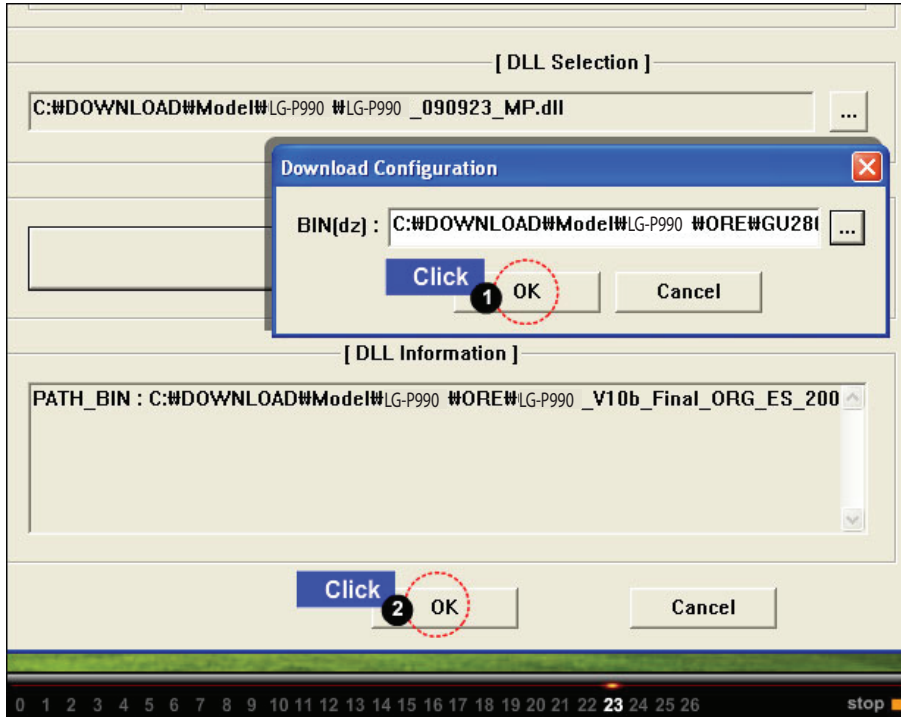 [ DLL Selection ]
C:₩DOWNLOAD₩Model₩LG-P990 ₩LG-P990 _090923_MP.dll
...
Download Configuration
BIN(dz) : C:₩DOWNLOAD₩Model₩LG-P990 ₩ORE₩GU28
...
Click
1 OK
Cancel
[ DLL Information ]
PATH_BIN : C:₩DOWNLOAD₩Model₩LG-P990 ₩ORE₩LG-P990 _V10b_Final_ORG_ES_200
Click
2 OK
Cancel
0 1 2 3 4 5 6 7 8 9 10 11 12 13 14 15 16 17 18 19 20 21 22 23 24 25 26 stop